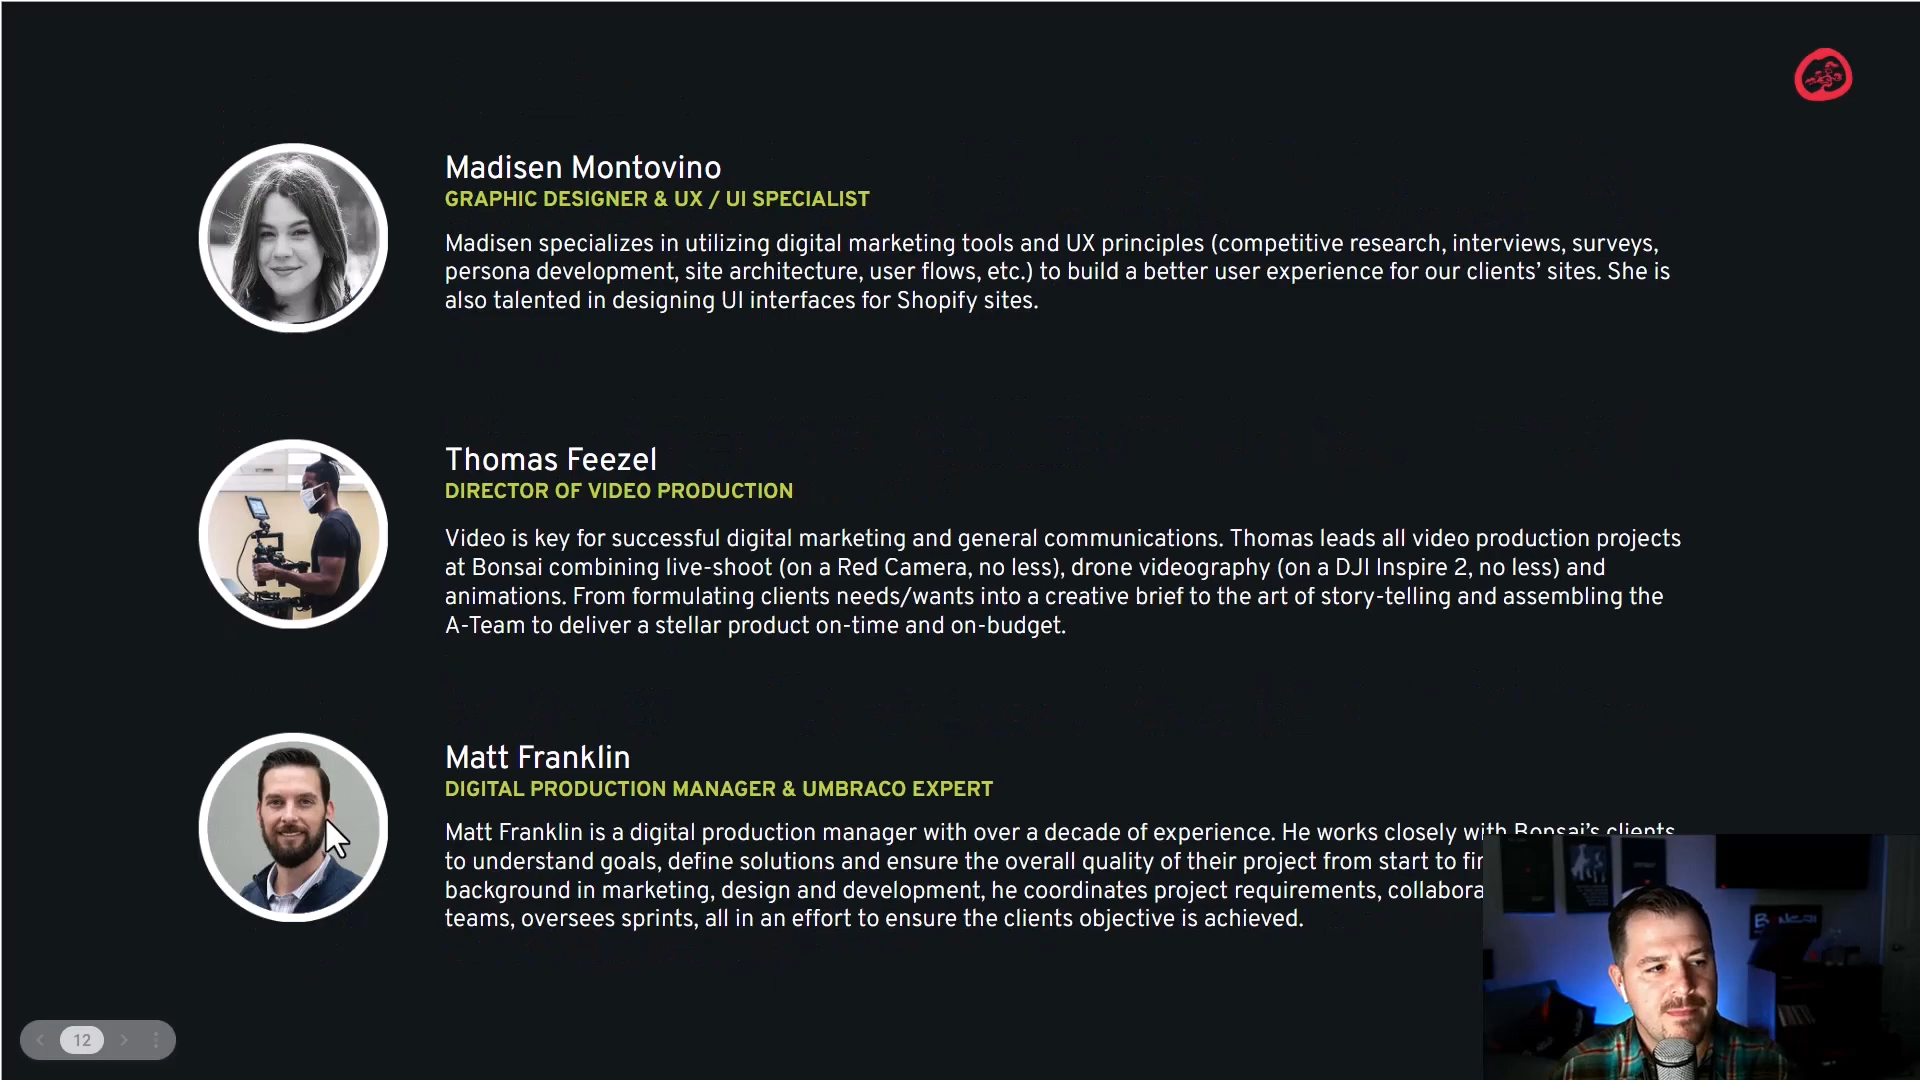 Madisen Montovino
GRAPHIC DESIGNER & UX / UI SPECIALIST
Madisen specializes in utilizing digital marketing tools and UX principles (competitive research, interviews, surveys,
persona development, site architecture, user flows, etc.) to build a better user experience for our clients’ sites. She is
also talented in designing UI interfaces for Shopify sites.
Thomas Feezel
DIRECTOR OF VIDEO PRODUCTION
Video is key for successful digital marketing and general communications. Thomas leads all video production projects
at Bonsai combining live-shoot (on a Red Camera, no less), drone videography (on a DJI Inspire 2, no less) and
animations. From formulating clients needs/wants into a creative brief to the art of story-telling and assembling the
A-Team to deliver a stellar product on-time and on-budget.
Matt Franklin
DIGITAL PRODUCTION MANAGER & UMBRACO EXPERT
Matt Franklin is a digital production manager with over a decade of experience. He works closely with Bonsai’s clients
to understand goals, define solutions and ensure the overall quality of their project from start to
background in marketing, design and development, he coordinates project requirements,
teams, oversees sprints, all in an effort to ensure the clients objective is achieved.
12